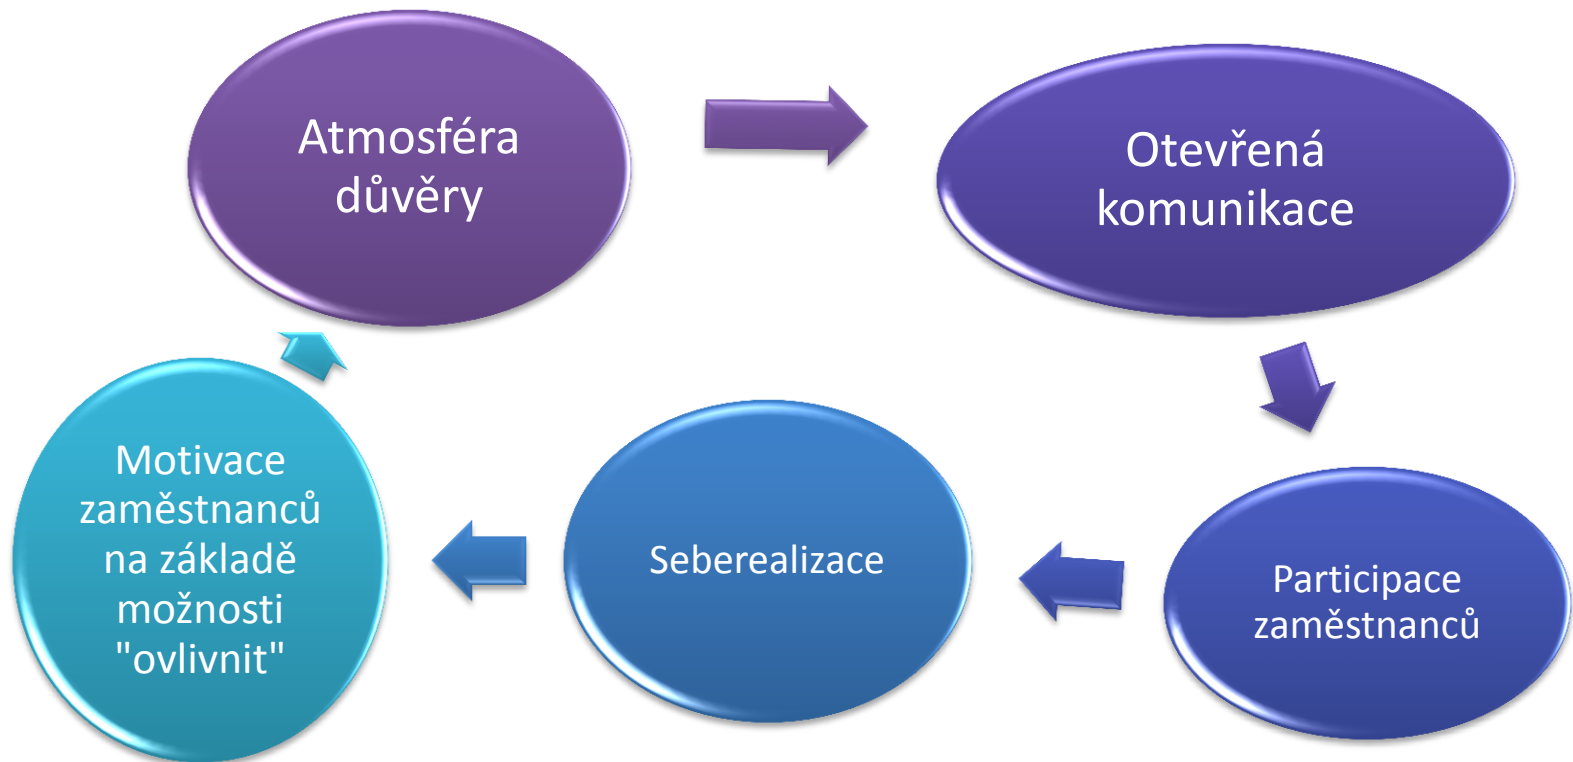 Atmosféra
důvěry
Otevřená
komunikace
Participace
zaměstnanců
Seberealizace
Motivace
zaměstnanců
na základě
možnosti
"ovlivnit"